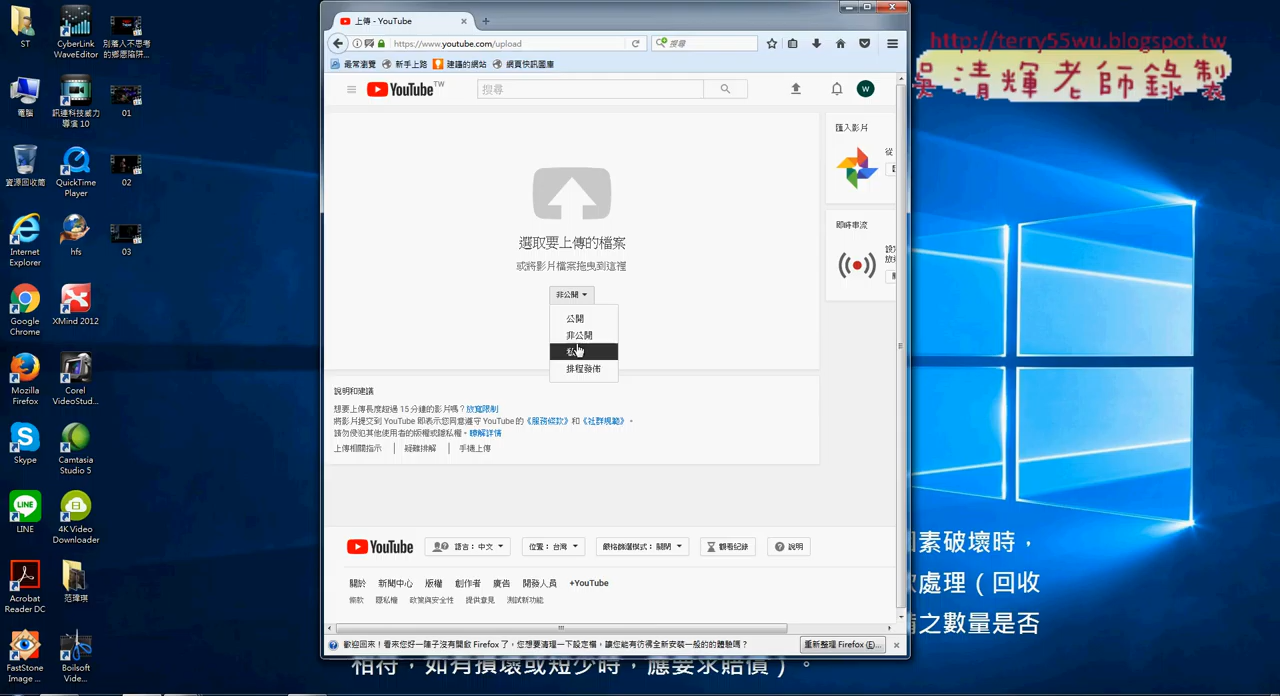 ST
CyberLink
WaveEditor
別落入不思考
的鄉愿陷阱...
電腦
訊連科技威力
導演 10
01
資源回收筒
QuickTime
Player
02
Internet
Explorer
hfs
03
Google
Chrome
XMind 2012
Mozilla
Firefox
Corel
VideoStud...
Skype
Camtasia
Studio 5
LINE
4K Video
Downloader
Acrobat
Reader DC
范瑋琪
FastStone
Image ...
Boilsoft
Vide...
上傳 - YouTube
https://www.youtube.com/upload
搜尋
最常瀏覽
新手上路
建議的網站
網頁快訊圖庫
YouTube TW
搜尋
W
選取要上傳的檔案
或將影片檔案拖曳到這裡
非公開
公開
非公開
私
排程發佈
匯入影片
從
即時串流
說明和建議
想要上傳長度超過 15 分鐘的影片嗎？放寬限制
將影片提交到 YouTube 即表示您同意遵守 YouTube 的《服務條款》和《社群規範》。
請勿侵犯其他使用者的版權或隱私權。瞭解詳情
上傳相關指示
疑難排解
手機上傳
YouTube
語言：中文
位置：台灣
嚴格篩選模式：關閉
觀看紀錄
說明
關於 新聞中心 版權 創作者 廣告 開發人員 +YouTube
條款 隱私權 政策與安全性 提供意見 測試新功能
歡迎回來！看來您好一陣子沒有開啟 Firefox 了，您想要清理一下設定檔，讓您能有彷彿全新安裝一般的的體驗嗎？
重新整理 Firefox (E)...
http://terry55wu.blogspot.tw
吳清輝老師錄製
因素破壞時，
處理（回收
之數量是否
相符，如有損壞或短少時，應要求賠償）。